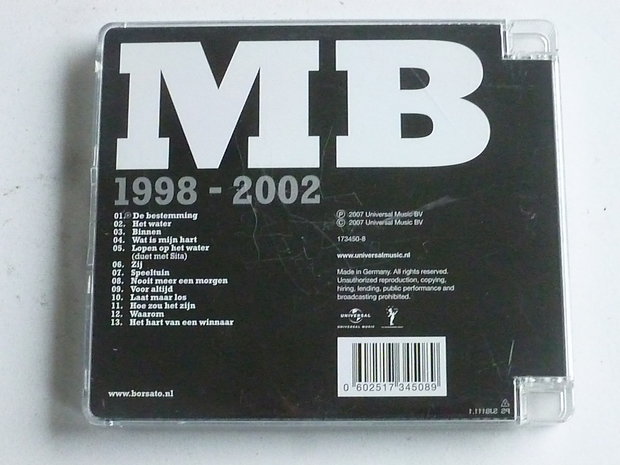 MB
1998 - 2002
01. De bestemming
02. Het water
03. Binnen
04. Wat is mijn hart
05. Lopen op het water
(duet met Sita)
06. Zij
07. Speeltuin
08. Nooit meer een morgen
09. Voor altijd
10. Laat maar los
11. Hoe zou het zijn
12. Waarom
13. Het hart van een winnaar
www.borsato.nl
℗ 2007 Universal Music BV
© 2007 Universal Music BV
173450-8
www.universalmusic.nl
Made in Germany. All rights reserved.
Unauthorized reproduction, copying,
hiring, lending, public performance and
broadcasting prohibited.
UNIVERSAL
UNIVERSAL MUSIC
0 602517 345089